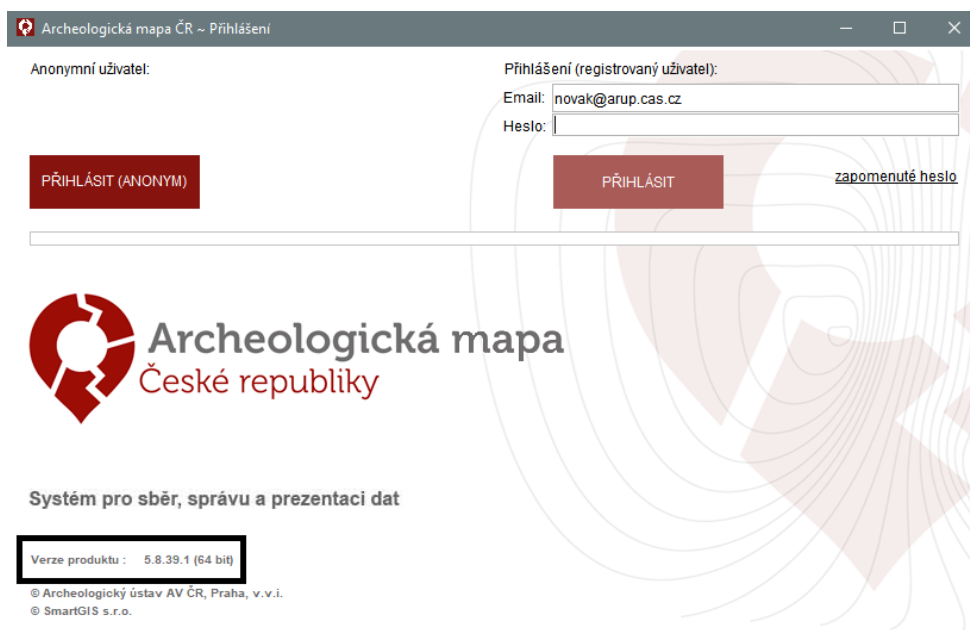 Archeologická mapa ČR ~ Přihlášení
Anonymní uživatel:
Přihlášení (registrovaný uživatel):
Email: novak@arup.cas.cz
Heslo:
PŘIHLÁSIT (ANONYM)
PŘIHLÁSIT
zapomenuté heslo
Archeologická mapa
České republiky
Systém pro sběr, správu a prezentaci dat
Verze produktu : 5.8.39.1 (64 bit)
© Archeologický ústav AV ČR, Praha, v.v.i.
© SmartGIS s.r.o.